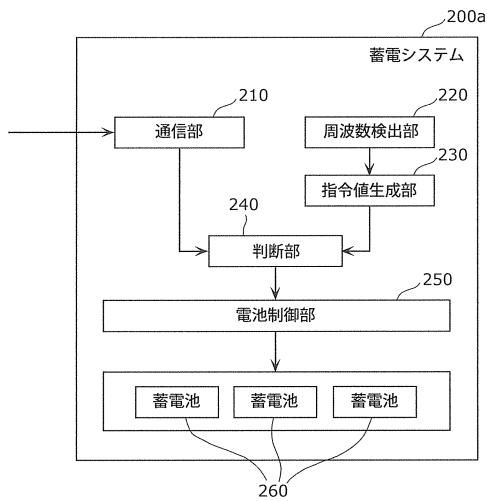 200a
蓄電システム
210
220
通信部
周波数検出部
230
指令値生成部
240
判断部
250
電池制御部
蓄電池
蓄電池
蓄電池
260